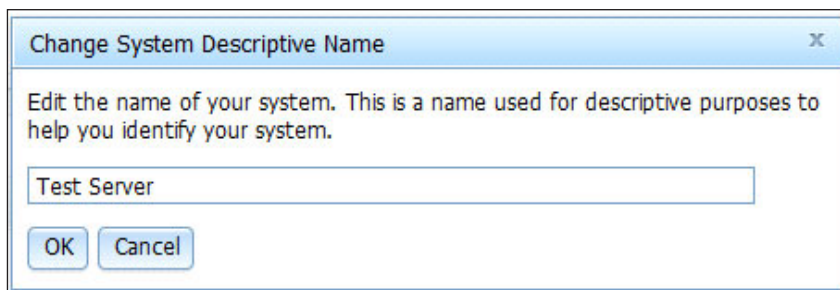 Change System Descriptive Name x
Edit the name of your system. This is a name used for descriptive purposes to
help you identify your system.
Test Server
OK Cancel